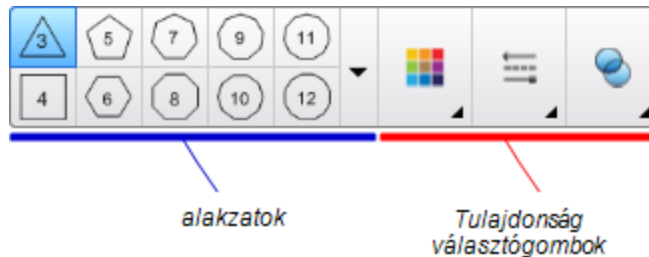 3 5 7 9 11
4 6 8 10 12
alakzatok
Tulajdonság
választógombok